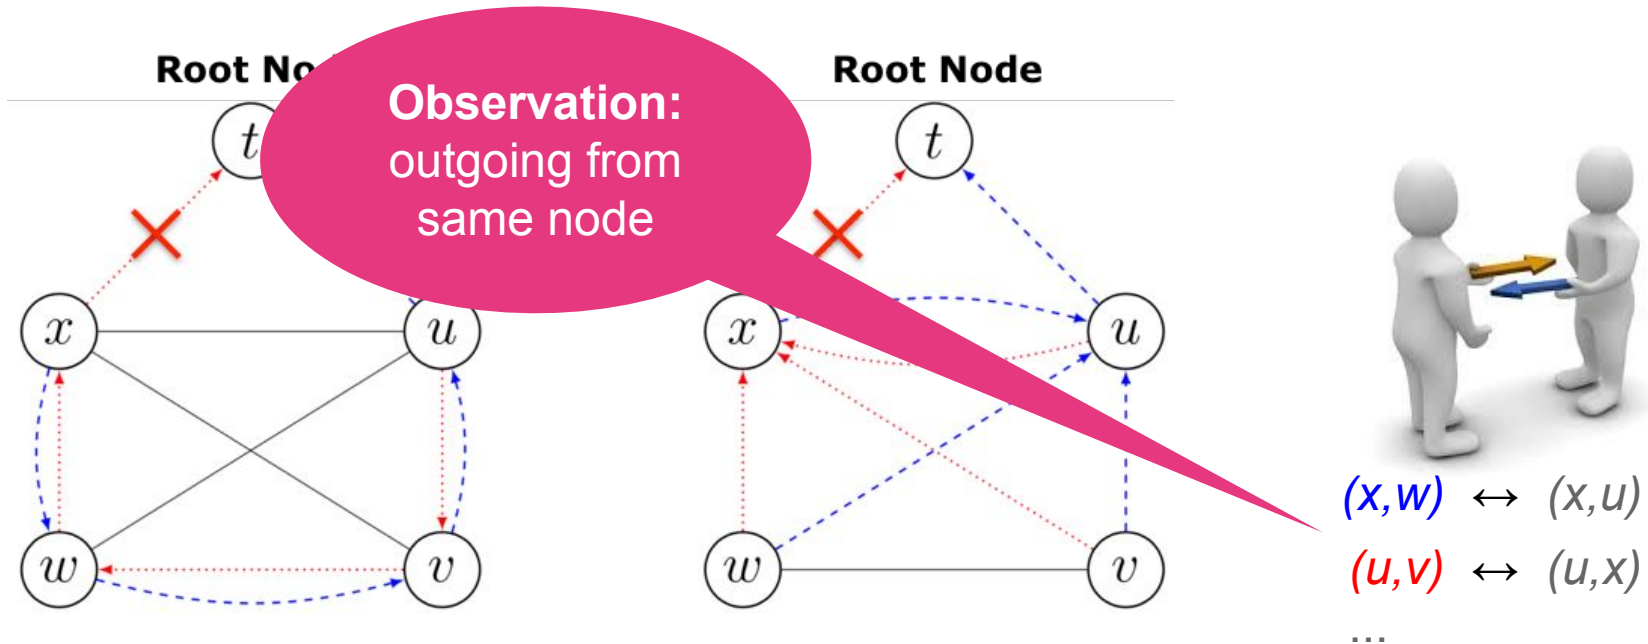 Root No
Root Node
Observation:
outgoing from
same node
t
t
x
u
x
u
w
v
w
v
(x,w) ↔ (x,u)
(u,v) ↔ (u,x)
...